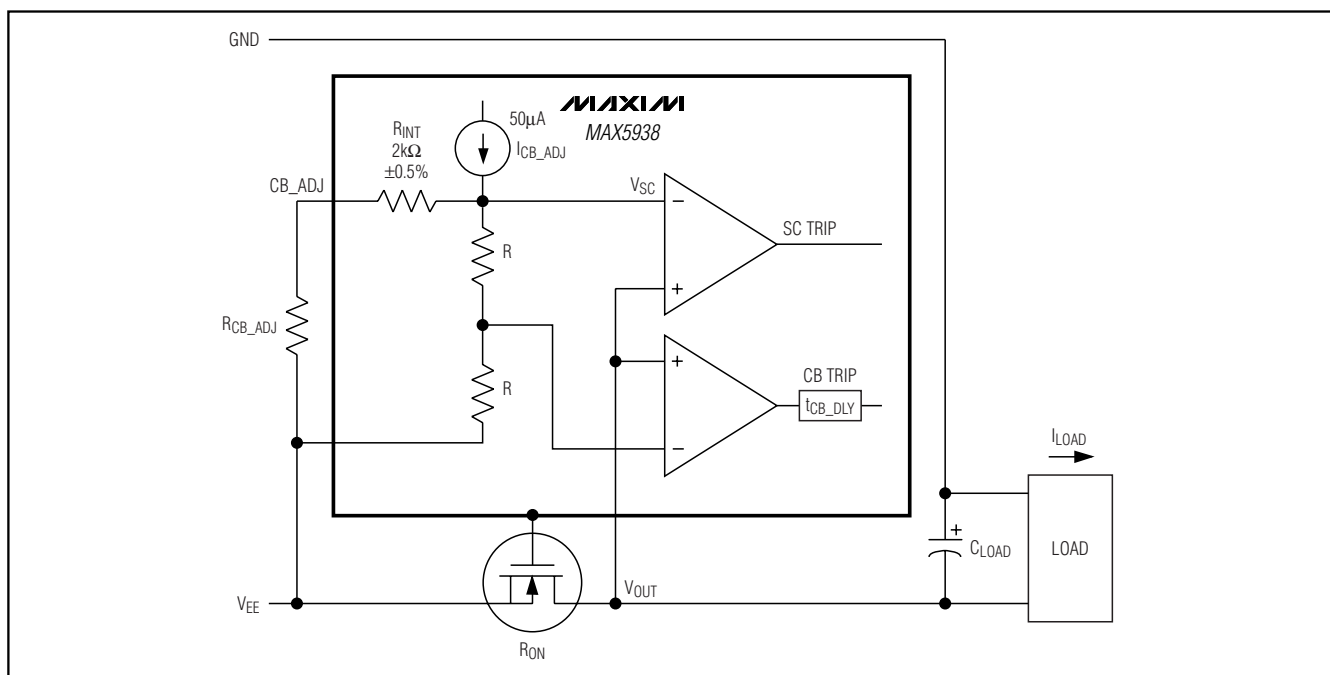 GND
MAXIM
MAX5938
50µA
I_CB_ADJ
R_INT
2kΩ
±0.5%
CB_ADJ
V_SC
−
SC TRIP
+
R
R_CB_ADJ
+
R
CB TRIP
t_CB_DLY
−
I_LOAD
+
C_LOAD
LOAD
V_EE
V_OUT
R_ON